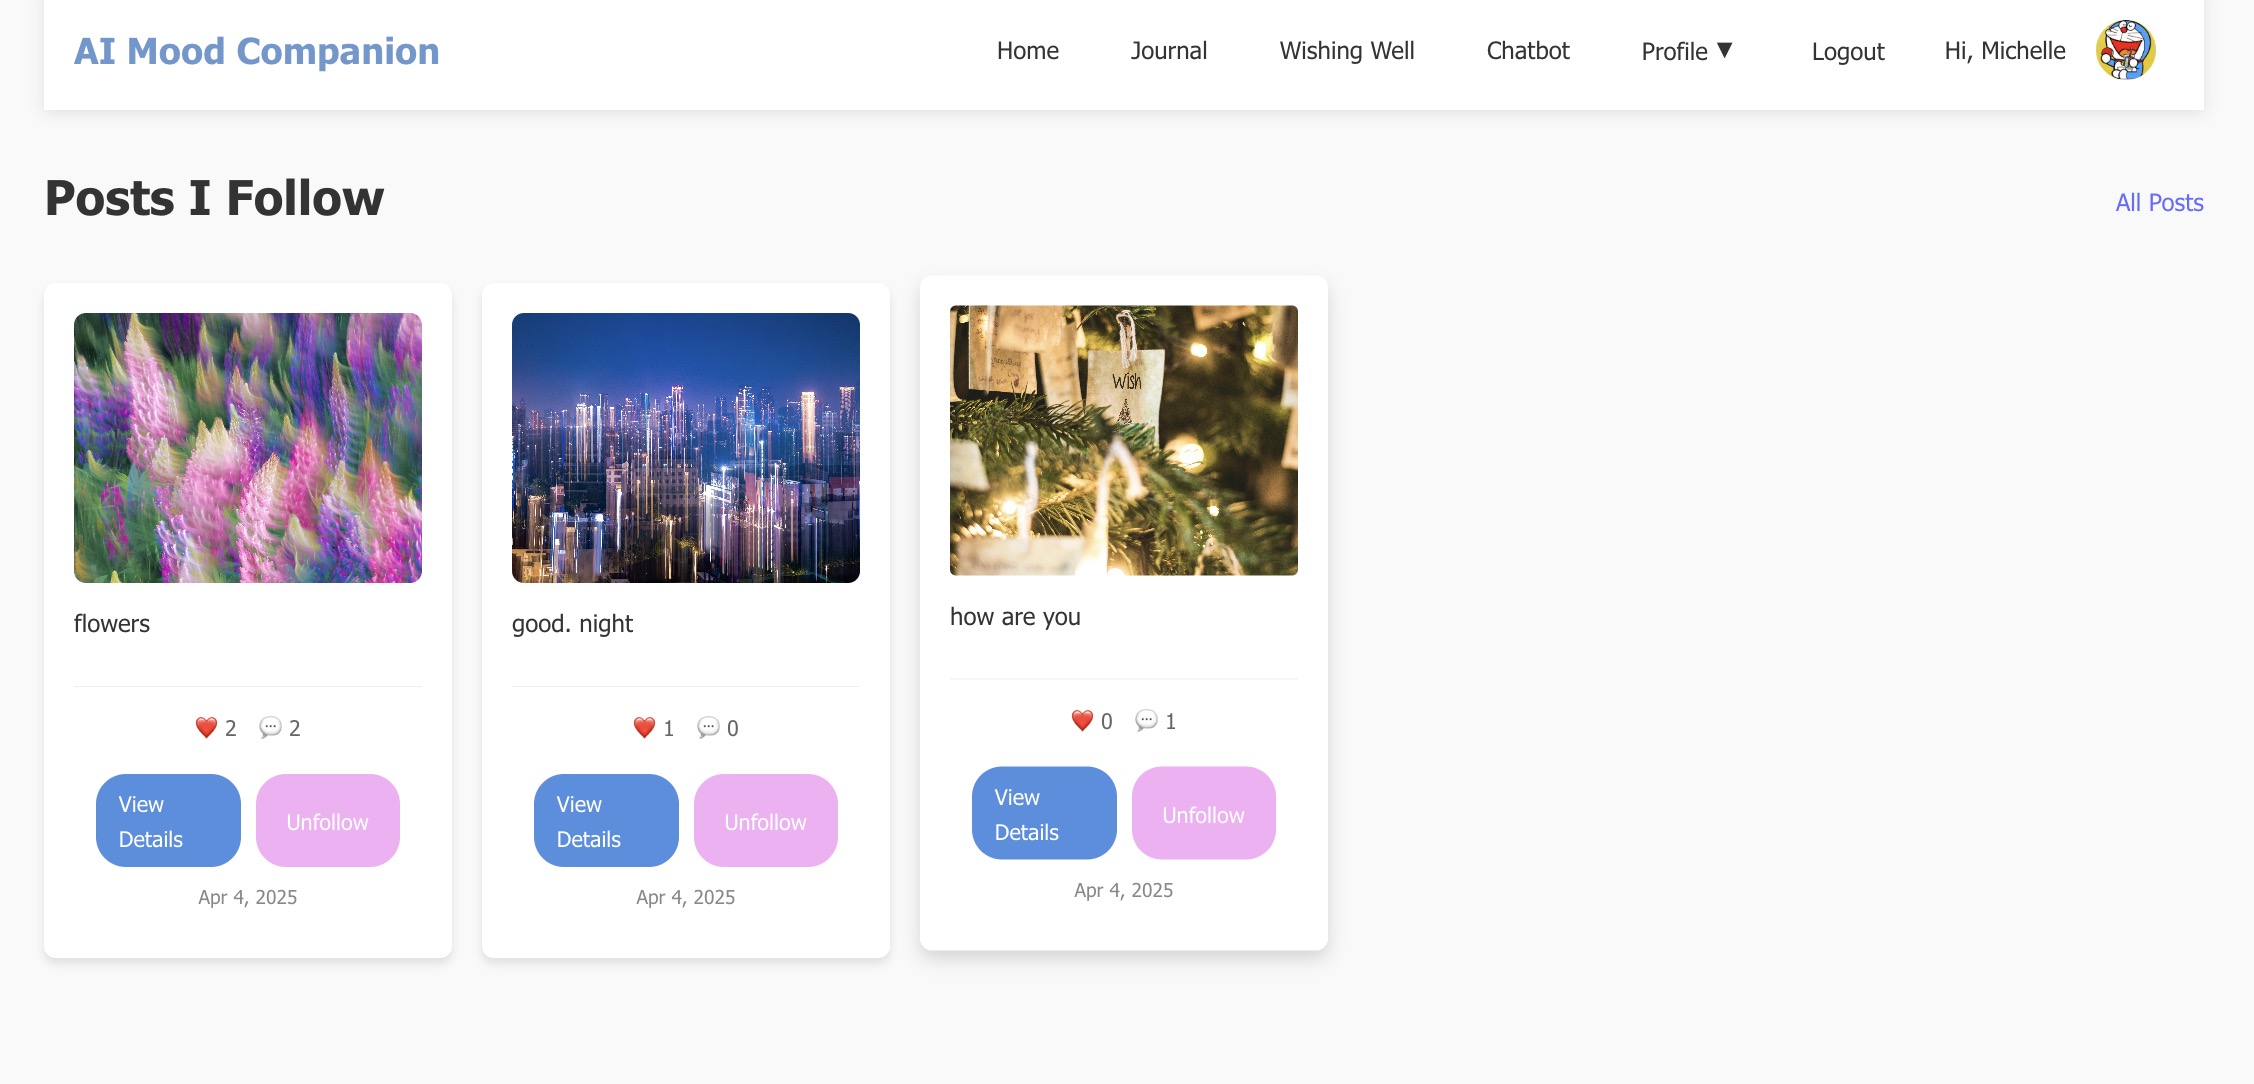 AI Mood Companion
Home Journal Wishing Well Chatbot Profile ▼ Logout Hi, Michelle
Posts I Follow
All Posts
flowers
❤️ 2 💬 2
View
Details
Unfollow
Apr 4, 2025
good. night
❤️ 1 💬 0
View
Details
Unfollow
Apr 4, 2025
Wish
how are you
❤️ 0 💬 1
View
Details
Unfollow
Apr 4, 2025